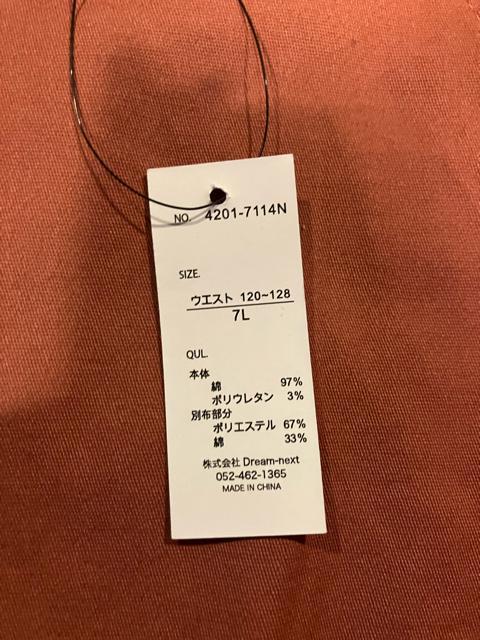 NO. 4201-7114N
SIZE.
ウエスト 120~128
7L
QUL.
本体
綿 97%
ポリウレタン 3%
別布部分
ポリエステル 67%
綿 33%
株式会社 Dream-next
052-462-1365
MADE IN CHINA